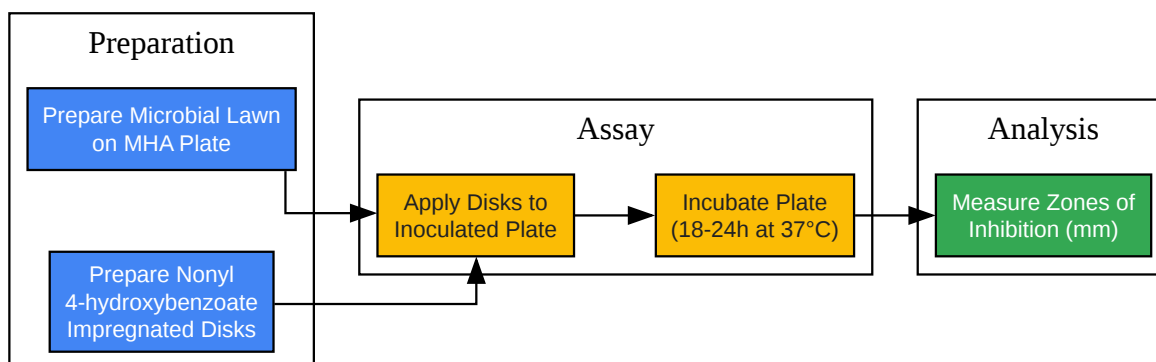 Preparation
Prepare Microbial Lawn
on MHA Plate
Prepare Nonyl
4-hydroxybenzoate
Impregnated Disks
Assay
Apply Disks to
Inoculated Plate
Incubate Plate
(18-24h at 37°C)
Analysis
Measure Zones of
Inhibition (mm)